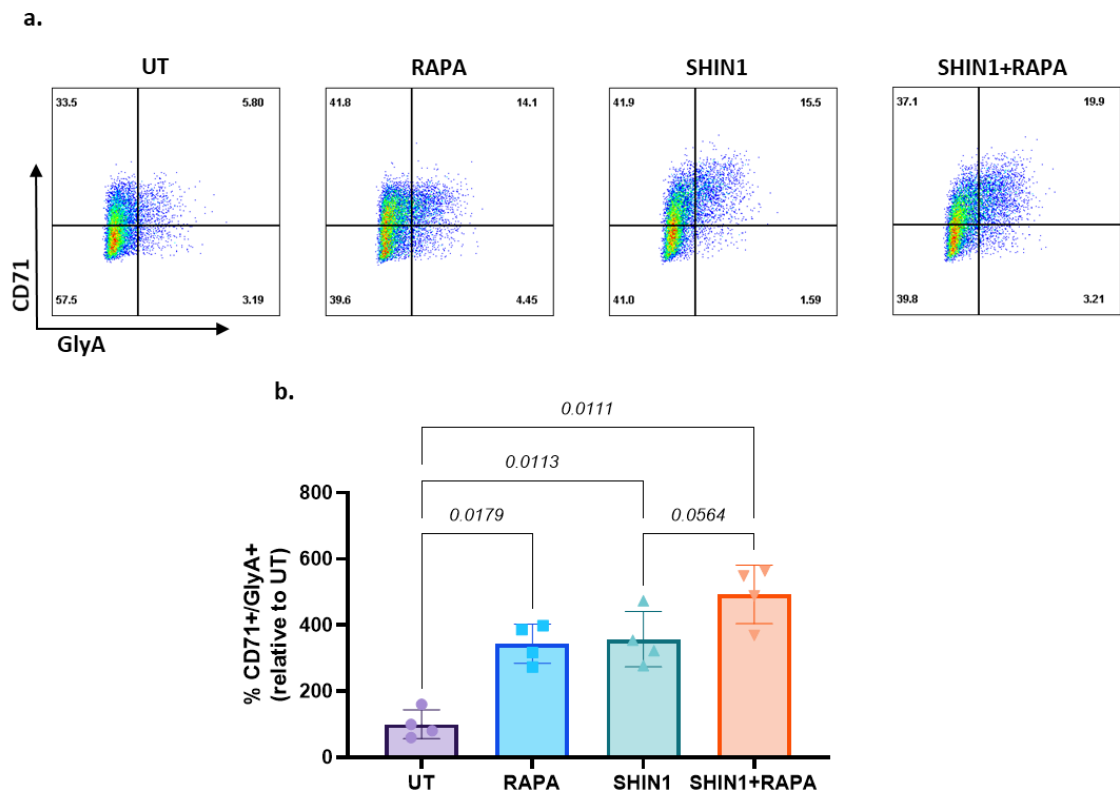 a.
UT
RAPA
SHIN1
SHIN1+RAPA
33.5 5.80
41.8 14.1
41.9 15.5
37.1 19.9
57.5 3.19
39.6 4.45
41.0 1.59
39.8 3.21
CD71
GlyA
b.
0.0111
0.0113
0.0179
0.0564
% CD71+/GlyA+
(relative to UT)
800
600
400
200
0
UT
RAPA
SHIN1
SHIN1+RAPA